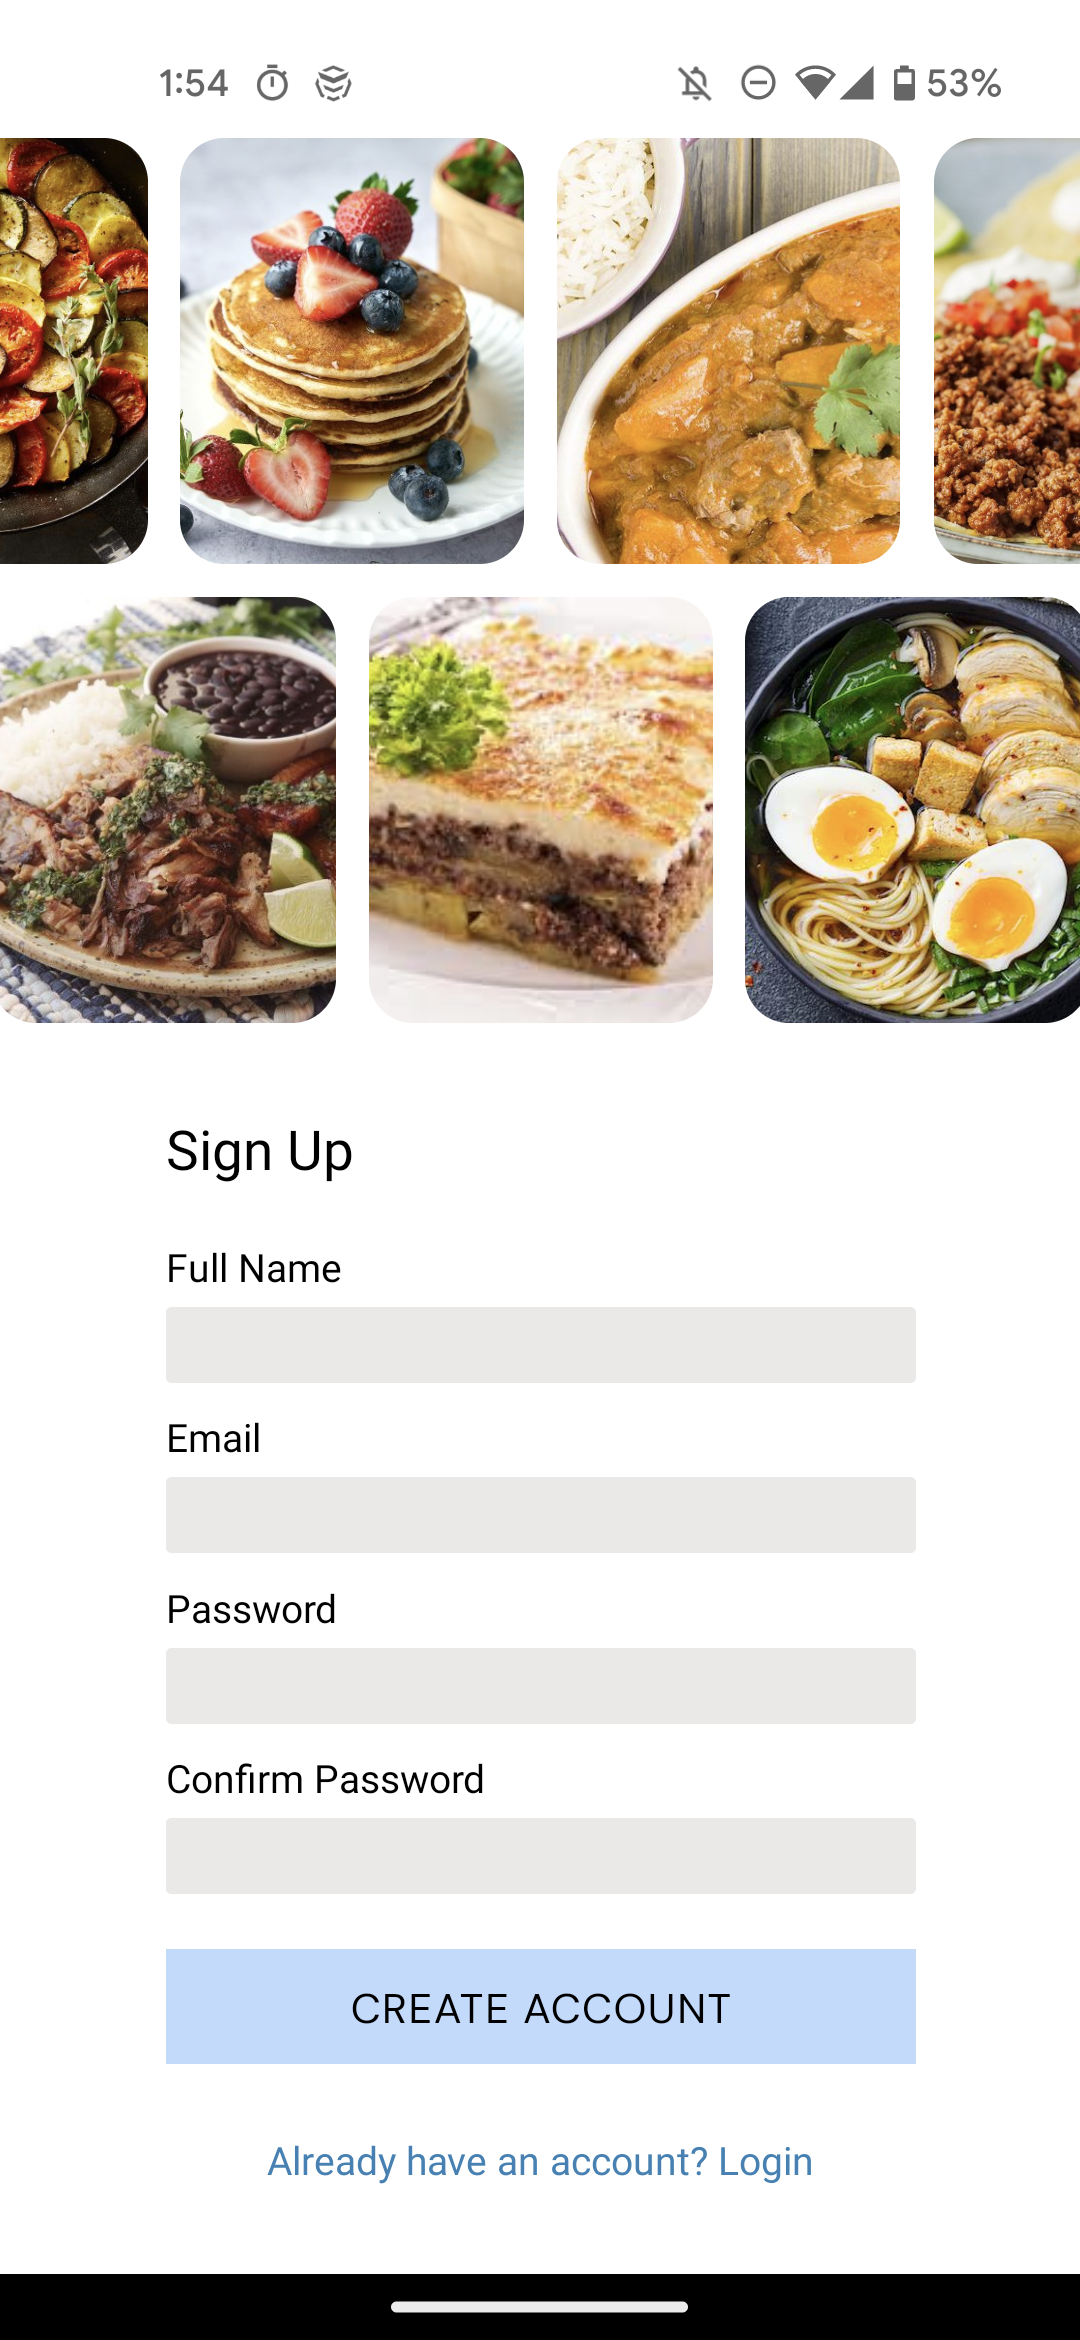 1:54 53%
Sign Up
Full Name
Email
Password
Confirm Password
CREATE ACCOUNT
Already have an account? Login